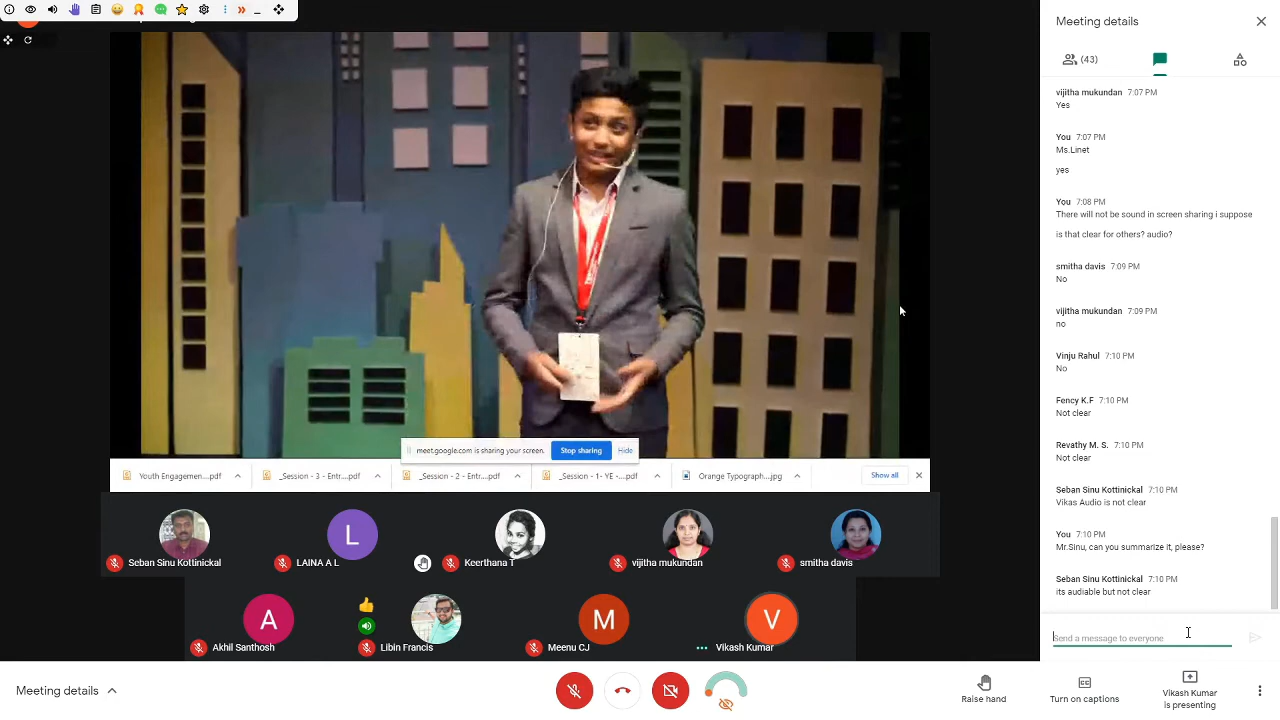 Meeting details
(43)
vijitha mukundan 7:07 PM
Yes
You 7:07 PM
Ms.Linet
yes
You 7:08 PM
There will not be sound in screen sharing i suppose
is that clear for others? audio?
smitha davis 7:09 PM
No
vijitha mukundan 7:09 PM
no
Vinju Rahul 7:10 PM
No
Fency K.F 7:10 PM
Not clear
Revathy M. S. 7:10 PM
Not clear
Seban Sinu Kottinickal 7:10 PM
Vikas Audio is not clear
You 7:10 PM
Mr.Sinu, can you summarize it, please?
Seban Sinu Kottinickal 7:10 PM
its audiable but not clear
Send a message to everyone
meet.google.com is sharing your screen. Stop sharing Hide
Youth Engagemen....pdf _Session - 3 - Entr....pdf _Session - 2 - Entr....pdf _Session - 1- YE -....pdf Orange Typograph....jpg Show all
L
Seban Sinu Kottinickal LAINA A L Keerthana T vijitha mukundan smitha davis
A M V
Akhil Santhosh Libin Francis Meenu CJ Vikash Kumar
Meeting details
Raise hand Turn on captions Vikash Kumar
is presenting